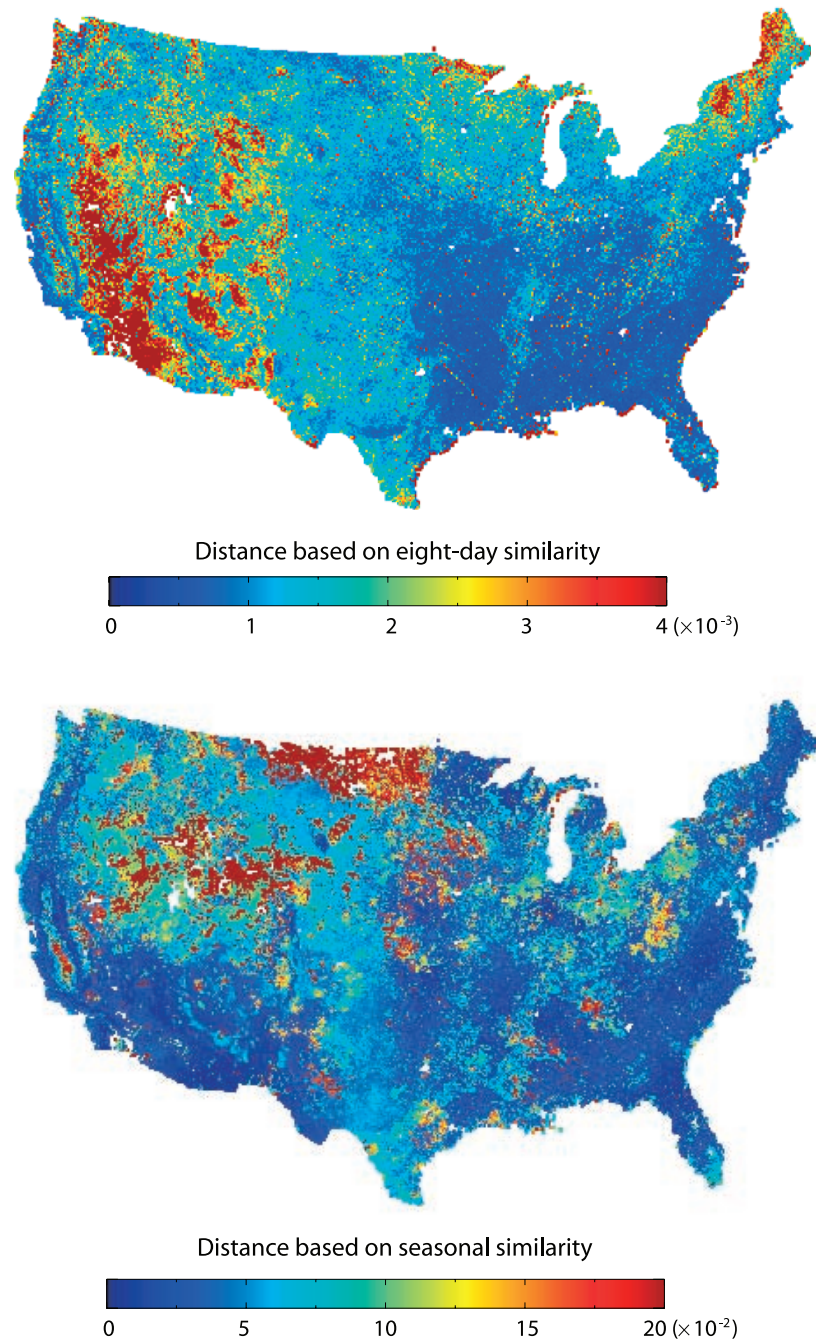 Distance based on eight-day similarity
0 1 2 3 4 (×10⁻³)
Distance based on seasonal similarity
0 5 10 15 20 (×10⁻²)